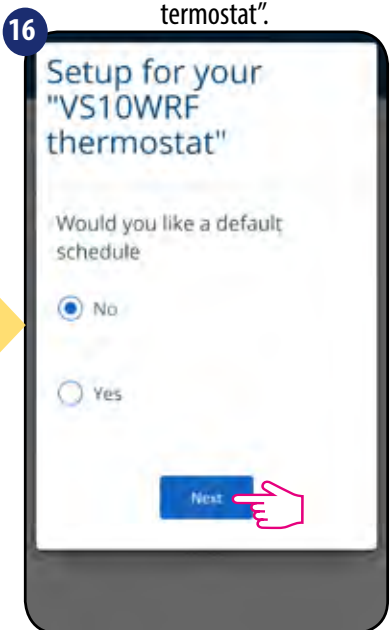 termostat".
16
Setup for your
"VS10WRF
thermostat"
Would you like a default
schedule
No
Yes
Next